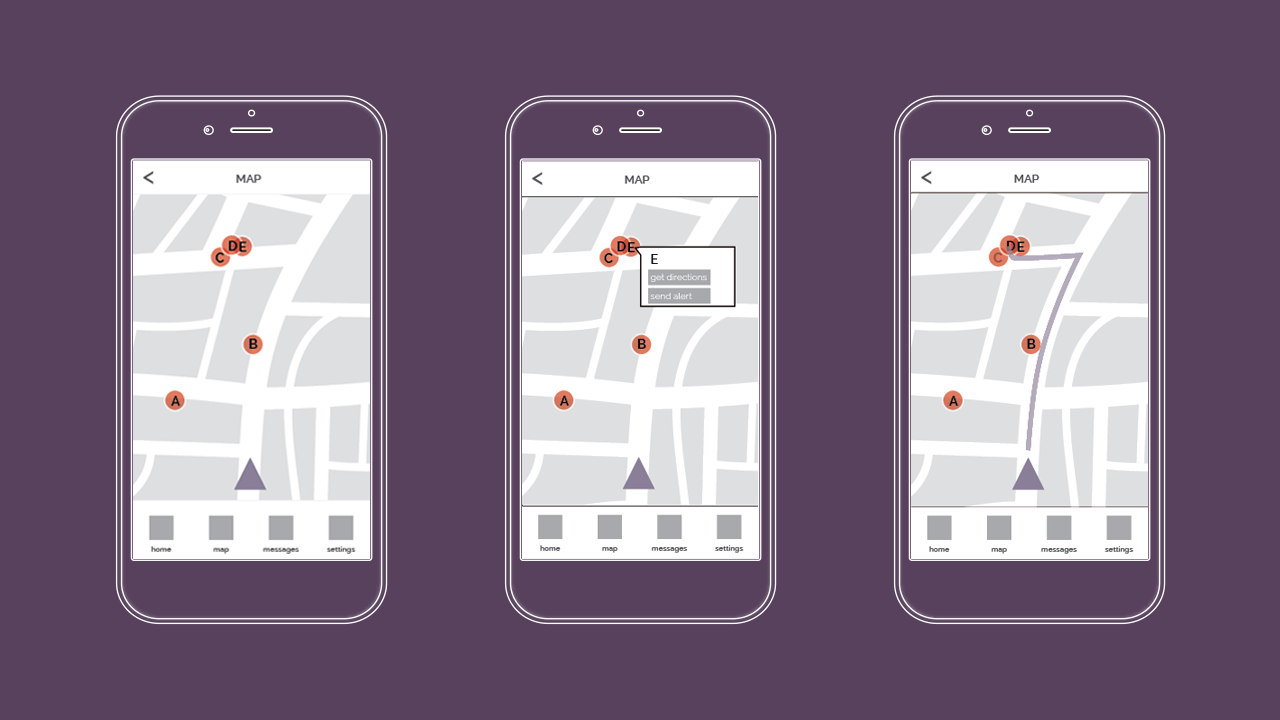 < MAP
D E
C
B
A
home map messages settings
< MAP
D E
C
E
get directions
send alert
B
A
home map messages settings
< MAP
D E
C
B
A
home map messages settings